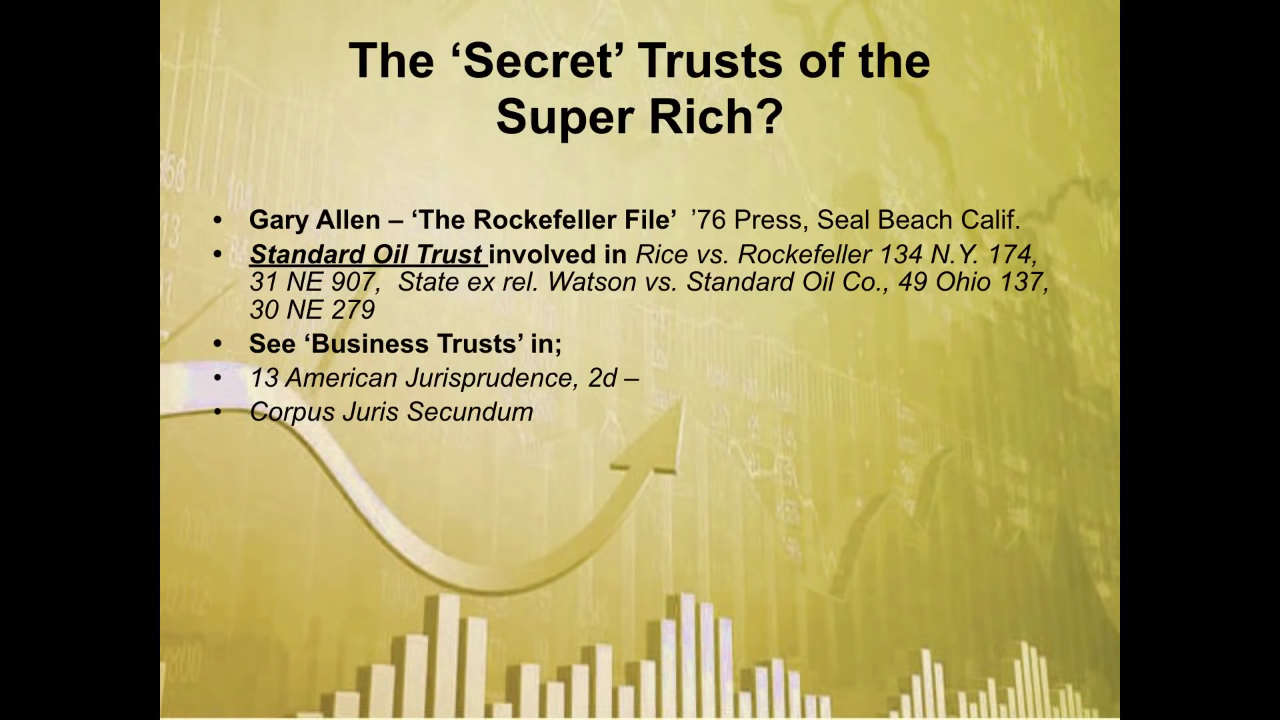 The ‘Secret’ Trusts of the
Super Rich?
• Gary Allen – ‘The Rockefeller File’ ’76 Press, Seal Beach Calif.
• Standard Oil Trust involved in Rice vs. Rockefeller 134 N.Y. 174,
31 NE 907, State ex rel. Watson vs. Standard Oil Co., 49 Ohio 137,
30 NE 279
• See ‘Business Trusts’ in;
• 13 American Jurisprudence, 2d –
• Corpus Juris Secundum